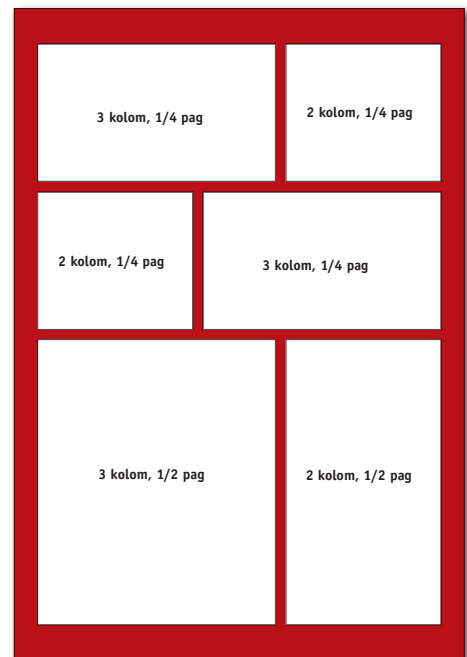 3 kolom, 1/4 pag
2 kolom, 1/4 pag
2 kolom, 1/4 pag
3 kolom, 1/4 pag
3 kolom, 1/2 pag
2 kolom, 1/2 pag